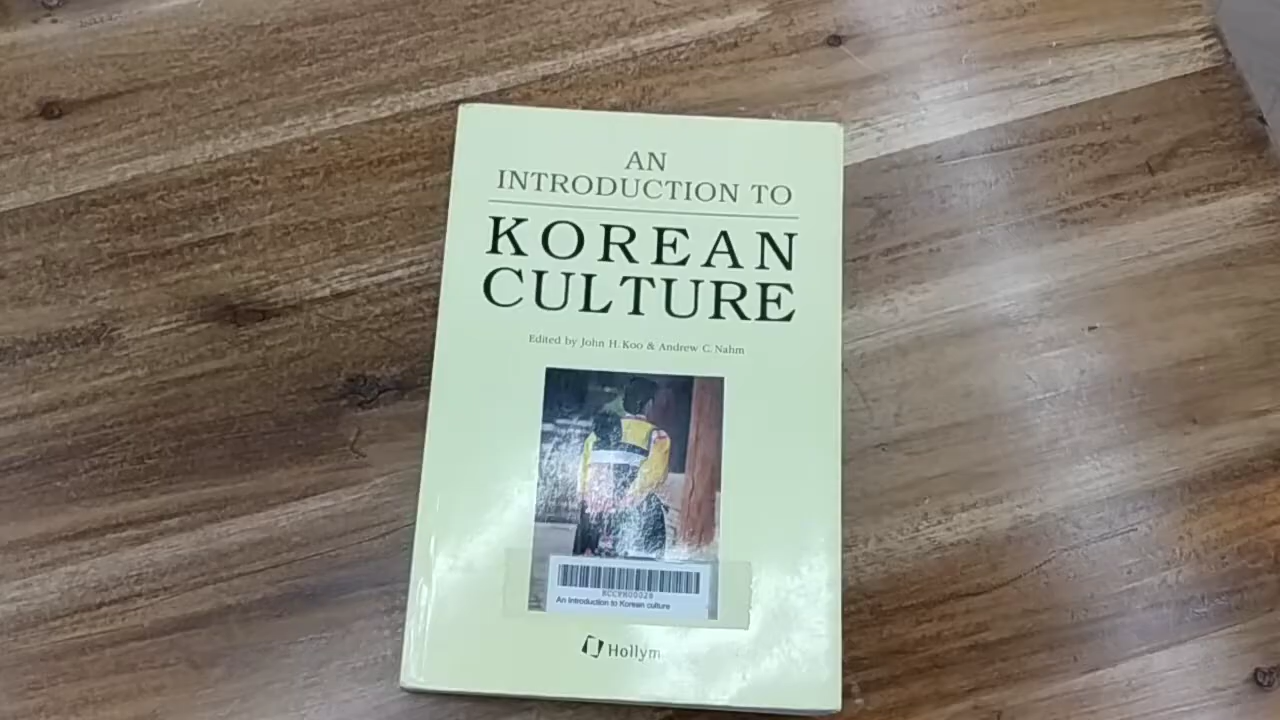 AN
INTRODUCTION TO
KOREAN
CULTURE
Edited by John H. Koo & Andrew C. Nahm
An Introduction to Korean culture
Hollym